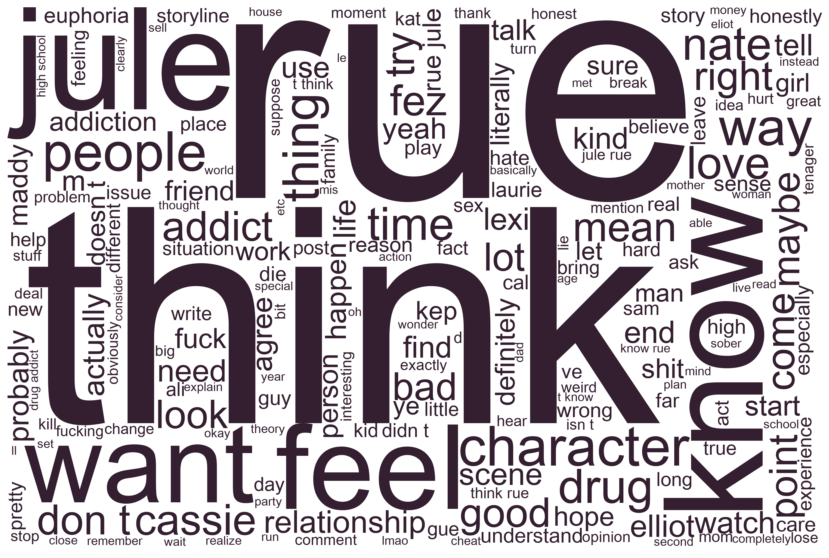 euphoria
storyline
house
moment
thank
honest
story
money
honestly
sell
kat
talk
eliot
jule
rue
high school
feeling
clearly
le
try
rue jule
turn
nate
tell
instead
use
t think
sure
met
break
right
girl
suppose
fez
literally
idea
hurt
great
addiction
place
thing
yeah
kind
believe
leave
way
people
family
play
jule rue
hate
basically
love
maddy
m
world
mis
laurie
mother
sense
teenager
problem
doesn t
issue
friend
etc
sex
woman
thought
addict
life
time
lexi
mention
real
able
maybe
help
different
mean
know
stuff
situation
work
post
reason
fact
lot
lie
let
hard
ask
action
die
happen
cal
age
bring
deal
special
think
live
read
new
consider
write
bit
oh
kep
man
especially
actually
fuck
agree
wonder
d
sam
come
obviously
big
find
definitely
end
high
sober
probably
need
exactly
dad
know rue
drug addict
ali
explain
year
person
interesting
bad
ve
shit
mind
weird
plan
look
guy
ye
little
t know
far
act
start
wrong
kill
change
theory
kid
didn t
hear
isn t
school
fucking
okay
set
ll
true
want
feel
character
point
experience
scene
long
day
think rue
drug
pretty
party
don t
cassie
relationship
good
hope
elliot
watch
care
gue
understand
opinion
stop
close
remember
wait
realize
run
comment
lmao
cheat
second
mom
completely
lose